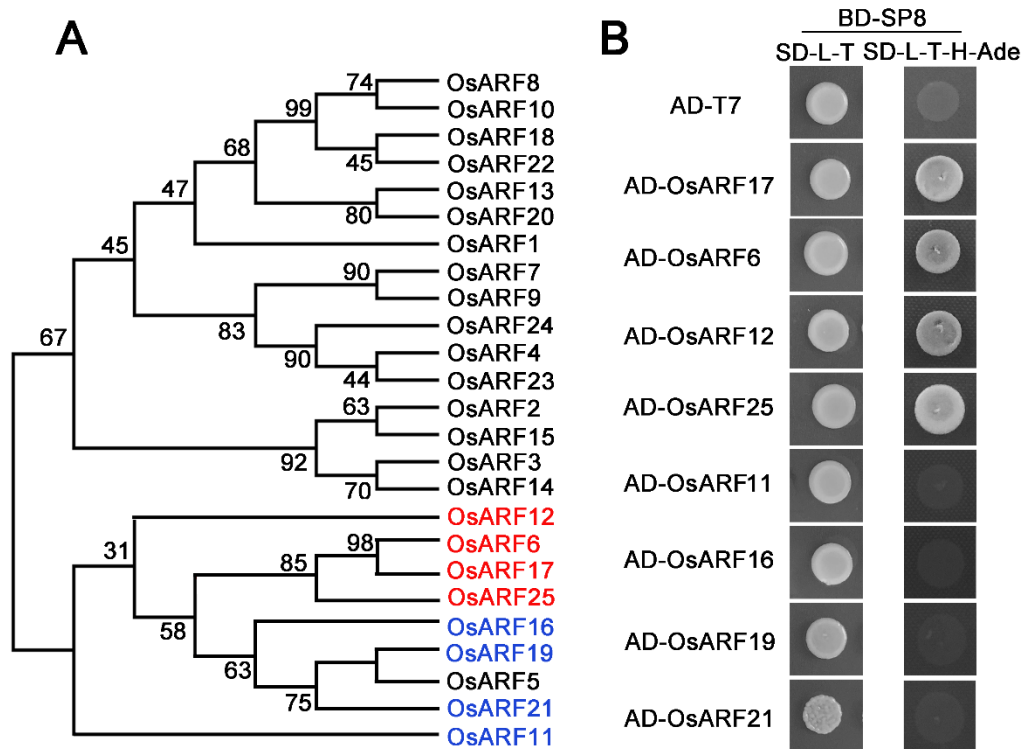 A
74
OsARF8
OsARF10
99
OsARF18
45
OsARF22
68
OsARF13
80
OsARF20
47
OsARF1
45
90
OsARF7
OsARF9
83
OsARF24
90
OsARF4
44
OsARF23
67
63
OsARF2
OsARF15
92
OsARF3
70
OsARF14
OsARF12
31
98
OsARF6
85
OsARF17
OsARF25
58
OsARF16
63
OsARF19
OsARF5
75
OsARF21
OsARF11
B
BD-SP8
SD-L-T SD-L-T-H-Ade
AD-T7
AD-OsARF17
AD-OsARF6
AD-OsARF12
AD-OsARF25
AD-OsARF11
AD-OsARF16
AD-OsARF19
AD-OsARF21